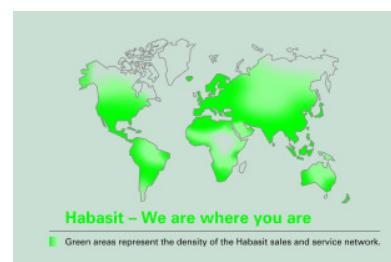 Habasit – We are where you are
Green areas represent the density of the Habasit sales and service network.